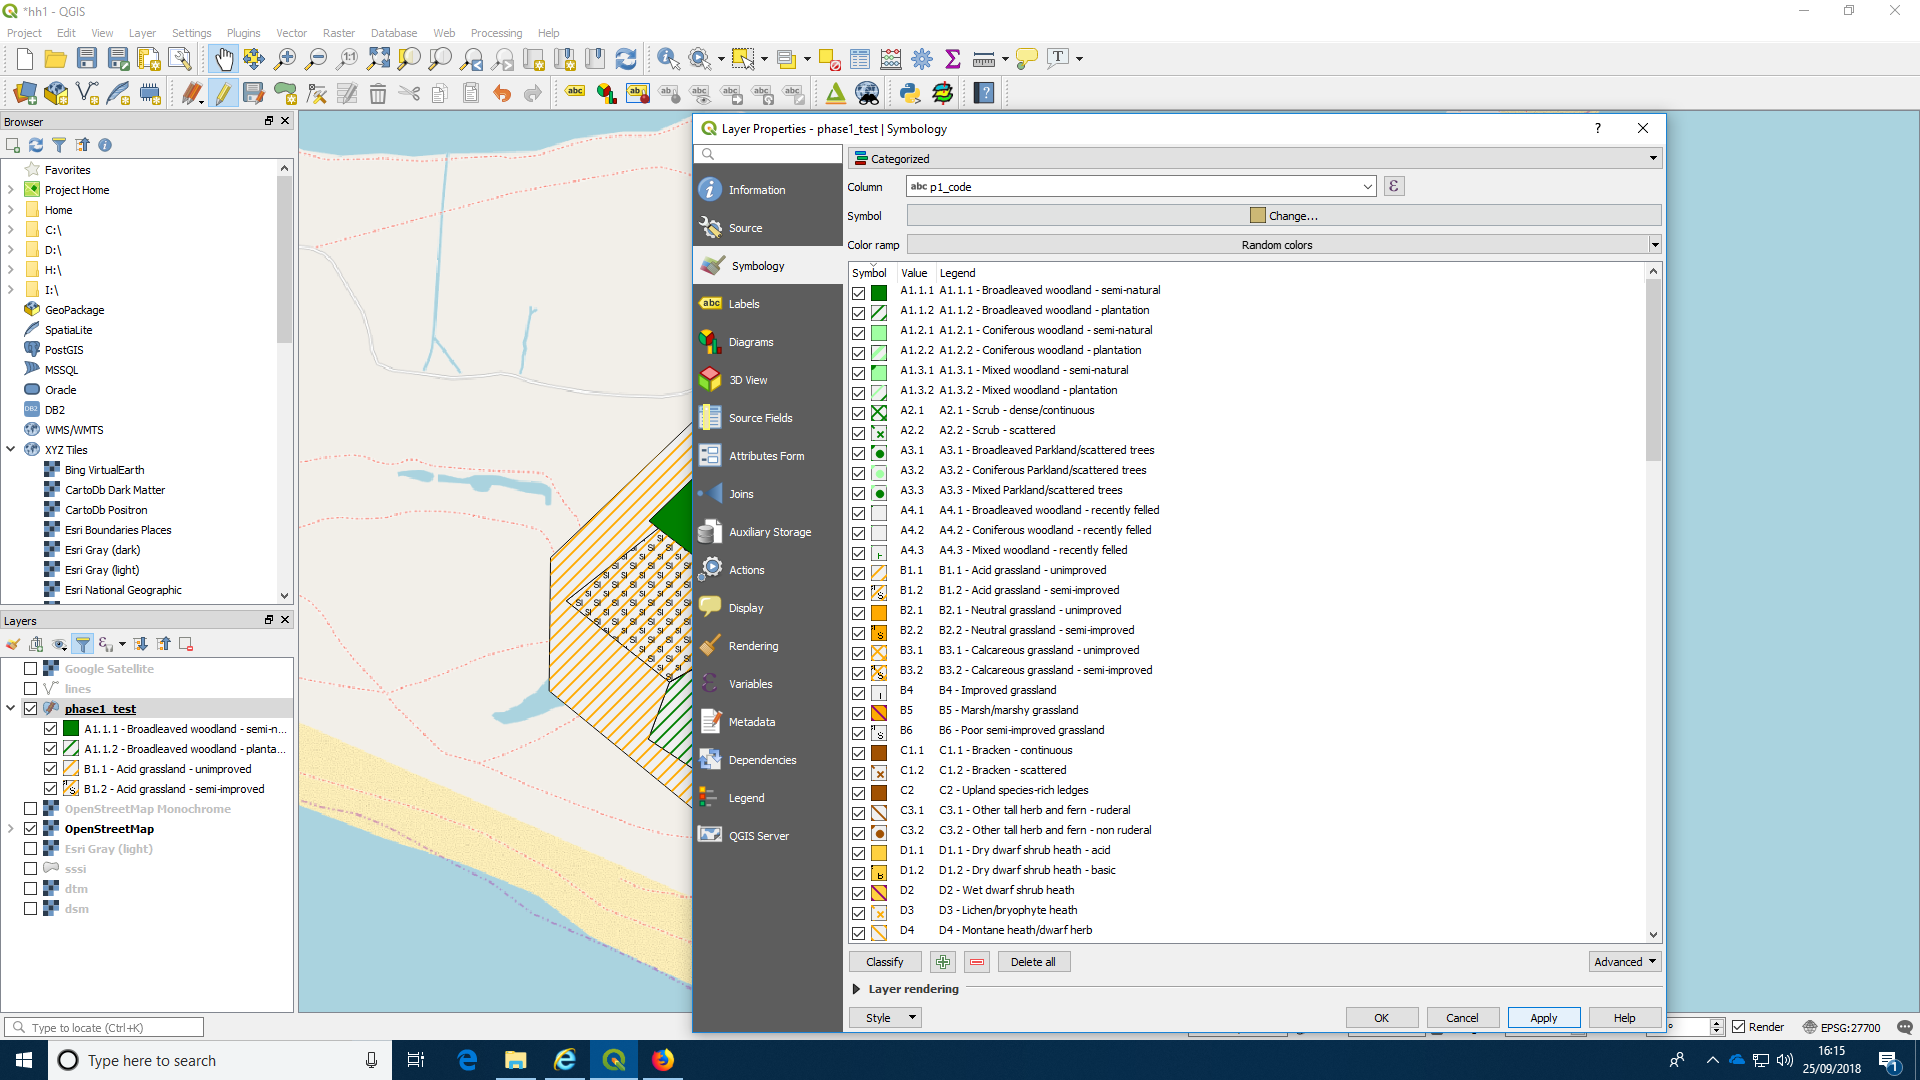 *hh1 - QGIS
Project Edit View Layer Settings Plugins Vector Raster Database Web Processing Help
Browser
Favorites
Project Home
Home
C:\
D:\
H:\
I:\
GeoPackage
SpatiaLite
PostGIS
MSSQL
Oracle
DB2
WMS/WMTS
XYZ Tiles
Bing VirtualEarth
CartoDb Dark Matter
CartoDb Positron
Esri Boundaries Places
Esri Gray (dark)
Esri Gray (light)
Esri National Geographic
Layers
Google Satellite
lines
phase1_test
A1.1.1 - Broadleaved woodland - semi-n...
A1.1.2 - Broadleaved woodland - planta...
B1.1 - Acid grassland - unimproved
B1.2 - Acid grassland - semi-improved
OpenStreetMap Monochrome
OpenStreetMap
Esri Gray (light)
sssi
dtm
dsm
Type to locate (Ctrl+K)
Layer Properties - phase1_test | Symbology
Information
Source
Symbology
Labels
Diagrams
3D View
Source Fields
Attributes Form
Joins
Auxiliary Storage
Actions
Display
Rendering
Variables
Metadata
Dependencies
Legend
QGIS Server
Categorized
Column abc p1_code
Symbol Change...
Color ramp Random colors
Symbol Value Legend
A1.1.1 A1.1.1 - Broadleaved woodland - semi-natural
A1.1.2 A1.1.2 - Broadleaved woodland - plantation
A1.2.1 A1.2.1 - Coniferous woodland - semi-natural
A1.2.2 A1.2.2 - Coniferous woodland - plantation
A1.3.1 A1.3.1 - Mixed woodland - semi-natural
A1.3.2 A1.3.2 - Mixed woodland - plantation
A2.1 A2.1 - Scrub - dense/continuous
A2.2 A2.2 - Scrub - scattered
A3.1 A3.1 - Broadleaved Parkland/scattered trees
A3.2 A3.2 - Coniferous Parkland/scattered trees
A3.3 A3.3 - Mixed Parkland/scattered trees
A4.1 A4.1 - Broadleaved woodland - recently felled
A4.2 A4.2 - Coniferous woodland - recently felled
A4.3 A4.3 - Mixed woodland - recently felled
B1.1 B1.1 - Acid grassland - unimproved
B1.2 B1.2 - Acid grassland - semi-improved
B2.1 B2.1 - Neutral grassland - unimproved
B2.2 B2.2 - Neutral grassland - semi-improved
B3.1 B3.1 - Calcareous grassland - unimproved
B3.2 B3.2 - Calcareous grassland - semi-improved
B4 B4 - Improved grassland
B5 B5 - Marsh/marshy grassland
B6 B6 - Poor semi-improved grassland
C1.1 C1.1 - Bracken - continuous
C1.2 C1.2 - Bracken - scattered
C2 C2 - Upland species-rich ledges
C3.1 C3.1 - Other tall herb and fern - ruderal
C3.2 C3.2 - Other tall herb and fern - non ruderal
D1.1 D1.1 - Dry dwarf shrub heath - acid
D1.2 D1.2 - Dry dwarf shrub heath - basic
D2 D2 - Wet dwarf shrub heath
D3 D3 - Lichen/bryophyte heath
D4 D4 - Montane heath/dwarf herb
Classify Delete all Advanced
Layer rendering
Style OK Cancel Apply Help
Render EPSG:27700
Type here to search
16:15
25/09/2018